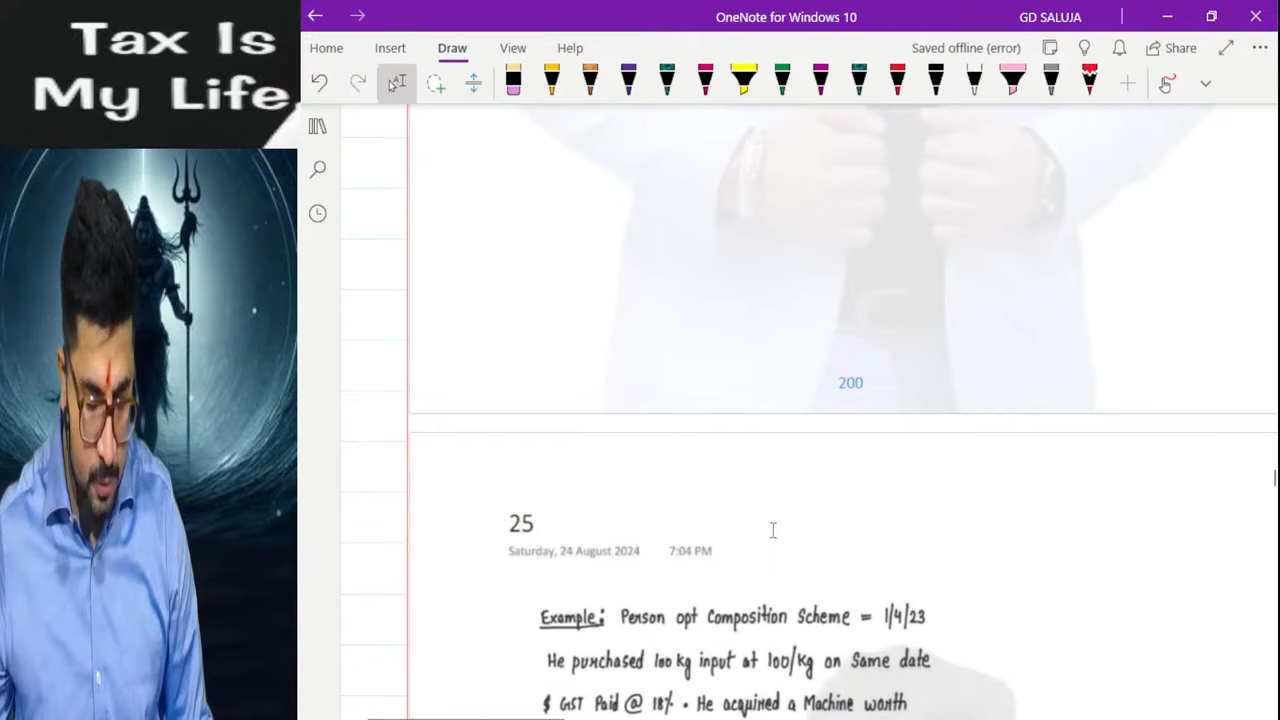 Tax Is
My Life
OneNote for Windows 10
GD SALUJA
Home
Insert
Draw
View
Help
Saved offline (error)
Share
200
25
Saturday, 24 August 2024
7:04 PM
Example: Person opt Composition Scheme = 1/4/23
He purchased 100 kg input at 100/kg on Same date
& GST Paid @ 18% . He acquired a Machine worth